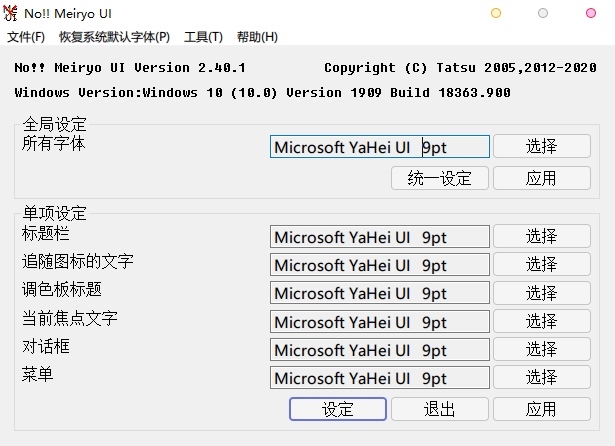 No!! Meiryo UI
文件(F) 恢复系统默认字体(P) 工具(T) 帮助(H)
No!! Meiryo UI Version 2.40.1 Copyright (C) Tatsu 2005,2012-2020
Windows Version:Windows 10 (10.0) Version 1909 Build 18363.900
全局设定
所有字体 Microsoft YaHei UI 9pt 选择
统一设定 应用
单项设定
标题栏 Microsoft YaHei UI 9pt 选择
追随图标的文字 Microsoft YaHei UI 9pt 选择
调色板标题 Microsoft YaHei UI 9pt 选择
当前焦点文字 Microsoft YaHei UI 9pt 选择
对话框 Microsoft YaHei UI 9pt 选择
菜单 Microsoft YaHei UI 9pt 选择
设定 退出 应用